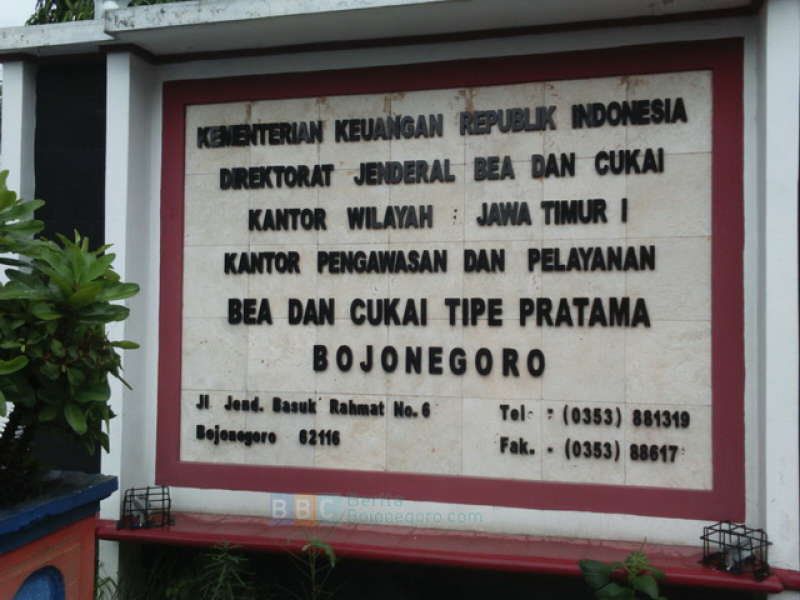 KEMENTERIAN KEUANGAN REPUBLIK INDONESIA
DIREKTORAT JENDERAL BEA DAN CUKAI
KANTOR WILAYAH : JAWA TIMUR I
KANTOR PENGAWASAN DAN PELAYANAN
BEA DAN CUKAI TIPE PRATAMA
BOJONEGORO
Jl Jend. Basuk Rahmat No. 6
Bojonegoro 62116
Tel - : (0353) 881319
Fak. - (0353) 88617
BBC Berita
Bojonegoro.com